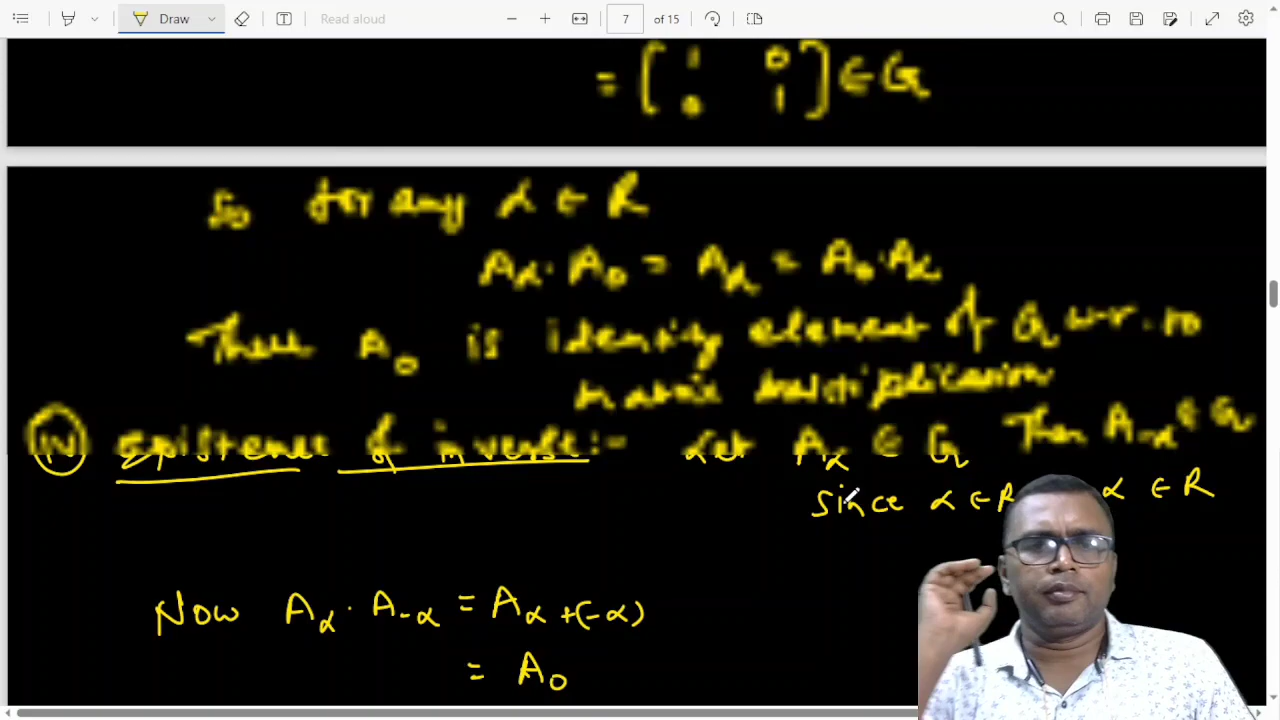 Draw
Read aloud
7 of 15
= [ 1 0
0 1 ] ∈ G
So for any α ∈ R
Aα · A0 = Aα = A0 · Aα
A0 is identity element of G w.r. to
matrix multiplication
(iv) Existence of inverse:- Let Aα ∈ G Then A-α ∈ G
Since α ∈ R α ∈ R
Now Aα · A-α = Aα+(-α)
= A0